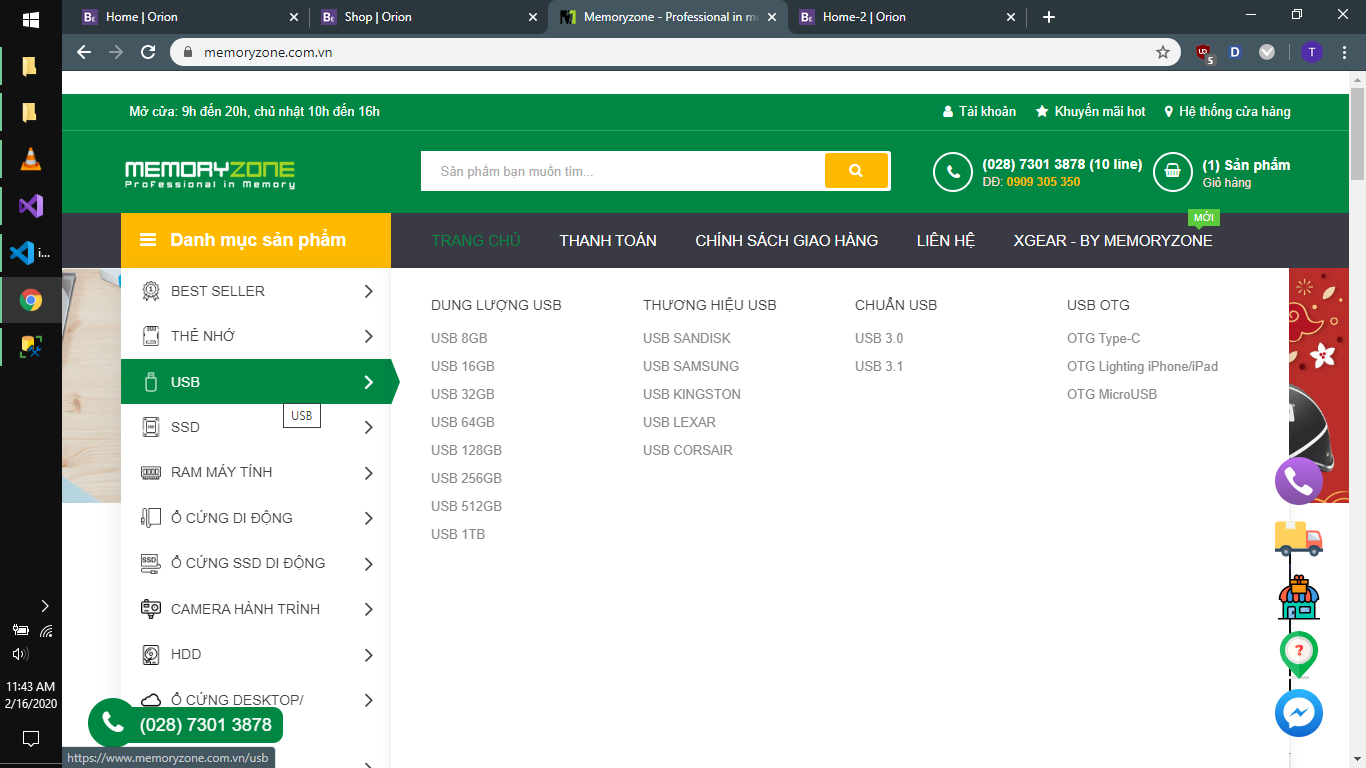 Home | Orion
Shop | Orion
Memoryzone - Professional in me
Home-2 | Orion
memoryzone.com.vn
5
D
T
Mở cửa: 9h đến 20h, chủ nhật 10h đến 16h
Tài khoản
Khuyến mãi hot
Hệ thống cửa hàng
MEMORYZONE
Professional in Memory
Sản phẩm bạn muốn tìm...
(028) 7301 3878 (10 line)
DĐ: 0909 305 350
(1) Sản phẩm
Giỏ hàng
MỚI
Danh mục sản phẩm
TRANG CHỦ
THANH TOÁN
CHÍNH SÁCH GIAO HÀNG
LIÊN HỆ
XGEAR - BY MEMORYZONE
i...
BEST SELLER
THẺ NHỚ
USB
USB
SSD
RAM MÁY TÍNH
Ổ CỨNG DI ĐỘNG
Ổ CỨNG SSD DI ĐỘNG
CAMERA HÀNH TRÌNH
HDD
Ổ CỨNG DESKTOP/
DUNG LƯỢNG USB
USB 8GB
USB 16GB
USB 32GB
USB 64GB
USB 128GB
USB 256GB
USB 512GB
USB 1TB
THƯƠNG HIỆU USB
USB SANDISK
USB SAMSUNG
USB KINGSTON
USB LEXAR
USB CORSAIR
CHUẨN USB
USB 3.0
USB 3.1
USB OTG
OTG Type-C
OTG Lighting iPhone/iPad
OTG MicroUSB
(028) 7301 3878
https://www.memoryzone.com.vn/usb
11:43 AM
2/16/2020